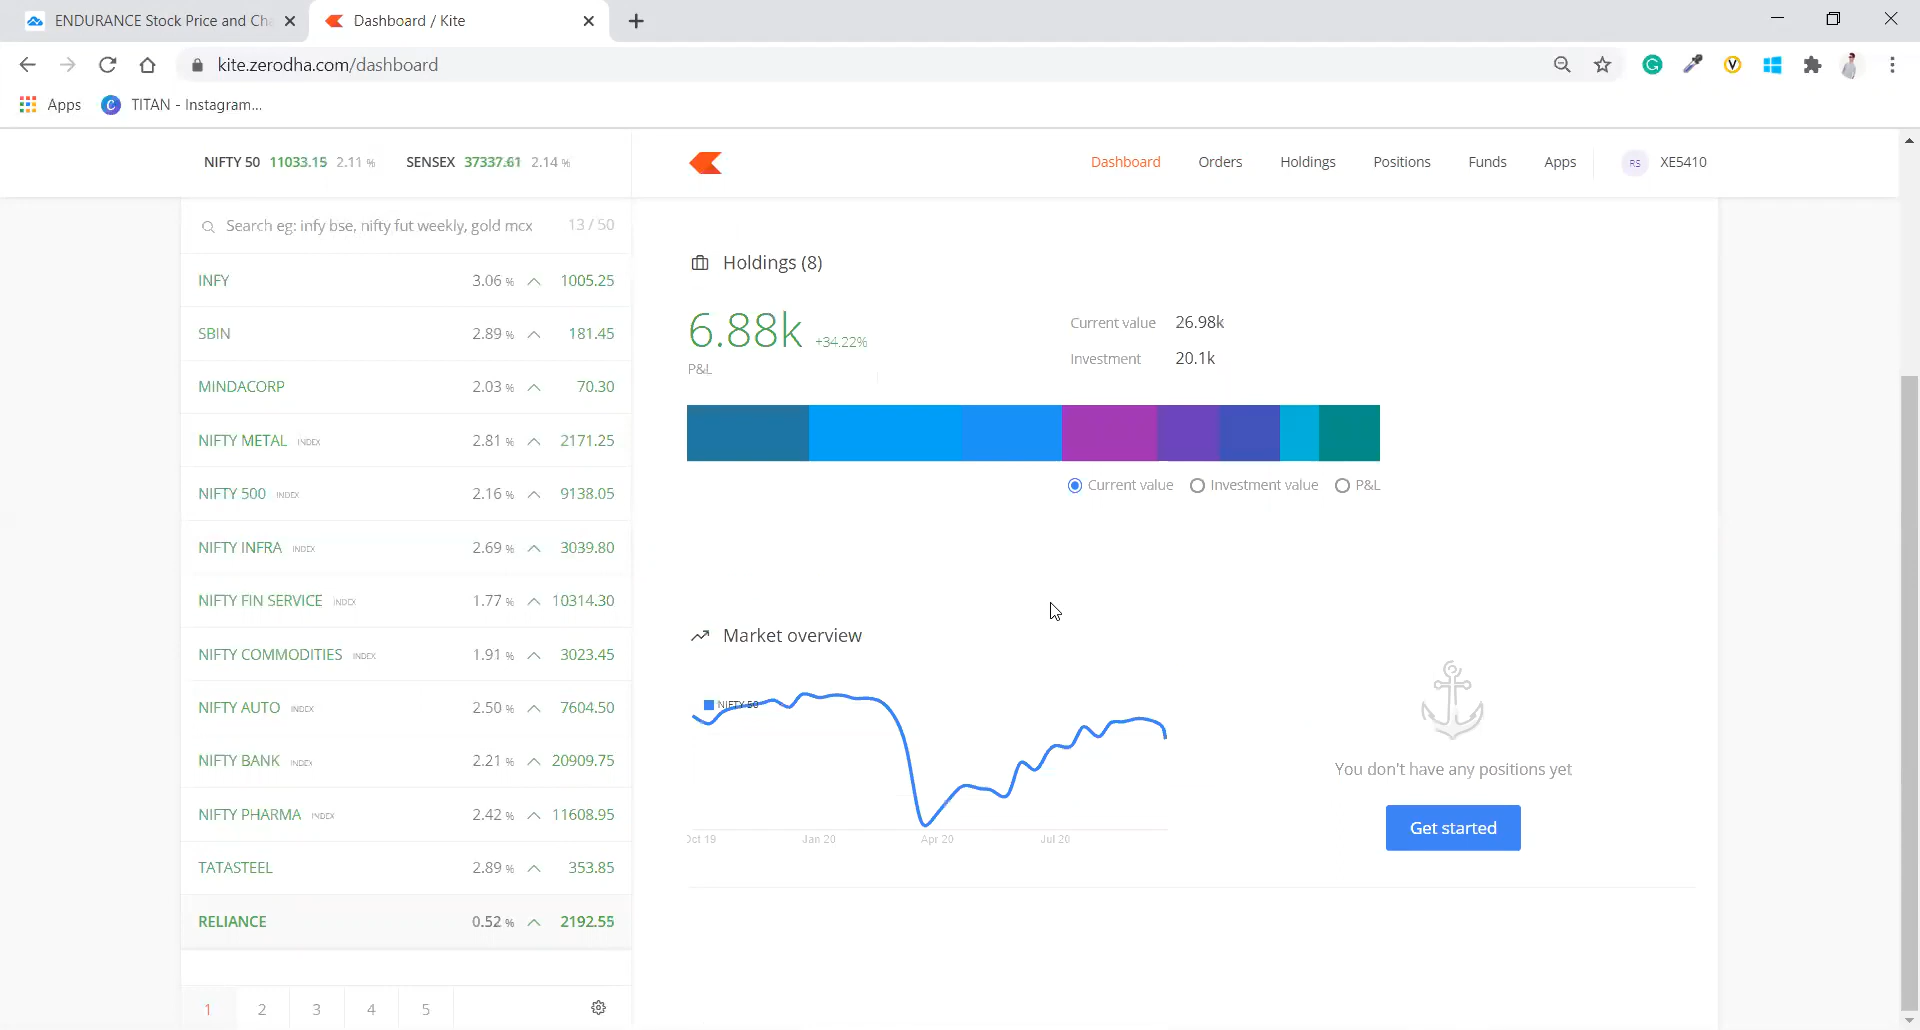 ENDURANCE Stock Price and Cha
Dashboard / Kite
kite.zerodha.com/dashboard
Apps
TITAN - Instagram...
NIFTY 50 11033.15 2.11 %
SENSEX 37337.61 2.14 %
Dashboard
Orders
Holdings
Positions
Funds
Apps
RS
XE5410
Search eg: infy bse, nifty fut weekly, gold mcx
13 / 50
INFY 3.06 % 1005.25
SBIN 2.89 % 181.45
MINDACORP 2.03 % 70.30
NIFTY METAL INDEX 2.81 % 2171.25
NIFTY 500 INDEX 2.16 % 9138.05
NIFTY INFRA INDEX 2.69 % 3039.80
NIFTY FIN SERVICE INDEX 1.77 % 10314.30
NIFTY COMMODITIES INDEX 1.91 % 3023.45
NIFTY AUTO INDEX 2.50 % 7604.50
NIFTY BANK INDEX 2.21 % 20909.75
NIFTY PHARMA INDEX 2.42 % 11608.95
TATASTEEL 2.89 % 353.85
RELIANCE 0.52 % 2192.55
1 2 3 4 5
Holdings (8)
6.88k +34.22%
P&L
Current value 26.98k
Investment 20.1k
Current value
Investment value
P&L
Market overview
NIFTY 50
Oct 19 Jan 20 Apr 20 Jul 20
You don't have any positions yet
Get started